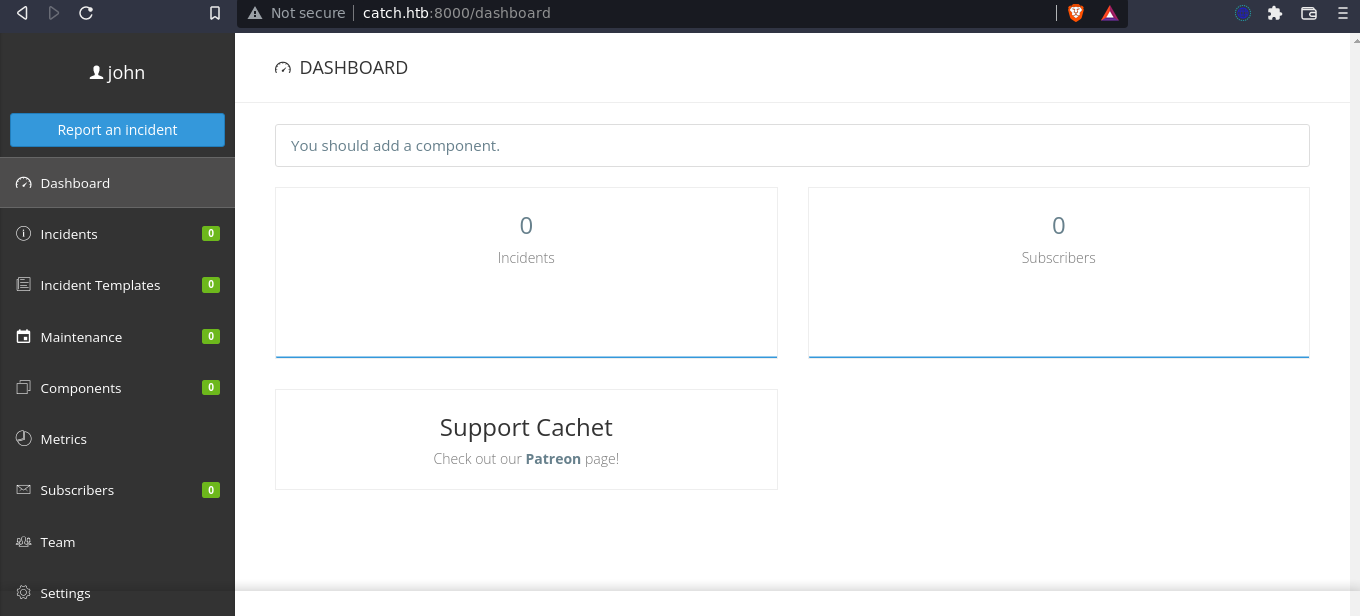 Not secure catch.htb:8000/dashboard
john
Report an incident
Dashboard
Incidents 0
Incident Templates 0
Maintenance 0
Components 0
Metrics
Subscribers 0
Team
Settings
DASHBOARD
You should add a component.
0
Incidents
0
Subscribers
Support Cachet
Check out our Patreon page!